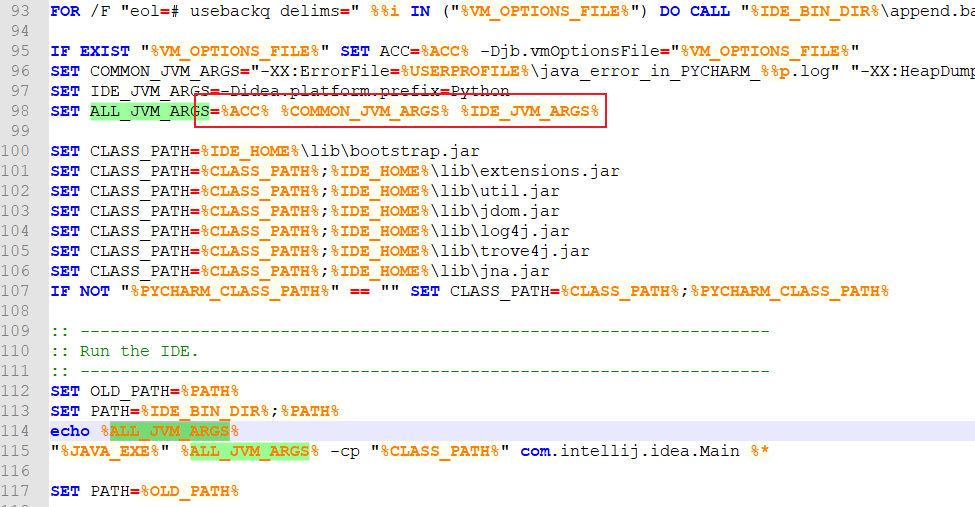 93 FOR /F "eol=# usebackq delims=" %%i IN ("%VM_OPTIONS_FILE%") DO CALL "%IDE_BIN_DIR%\append.ba
94
95 IF EXIST "%VM_OPTIONS_FILE%" SET ACC=%ACC% -Djb.vmOptionsFile="%VM_OPTIONS_FILE%"
96 SET COMMON_JVM_ARGS="-XX:ErrorFile=%USERPROFILE%\java_error_in_PYCHARM_%%p.log" "-XX:HeapDump
97 SET IDE_JVM_ARGS=-Didea.platform.prefix=Python
98 SET ALL_JVM_ARGS=%ACC% %COMMON_JVM_ARGS% %IDE_JVM_ARGS%
99
100 SET CLASS_PATH=%IDE_HOME%\lib\bootstrap.jar
101 SET CLASS_PATH=%CLASS_PATH%;%IDE_HOME%\lib\extensions.jar
102 SET CLASS_PATH=%CLASS_PATH%;%IDE_HOME%\lib\util.jar
103 SET CLASS_PATH=%CLASS_PATH%;%IDE_HOME%\lib\jdom.jar
104 SET CLASS_PATH=%CLASS_PATH%;%IDE_HOME%\lib\log4j.jar
105 SET CLASS_PATH=%CLASS_PATH%;%IDE_HOME%\lib\trove4j.jar
106 SET CLASS_PATH=%CLASS_PATH%;%IDE_HOME%\lib\jna.jar
107 IF NOT "%PYCHARM_CLASS_PATH%" == "" SET CLASS_PATH=%CLASS_PATH%;%PYCHARM_CLASS_PATH%
108
109 :: ---------------------------------------------------------------------
110 :: Run the IDE.
111 :: ---------------------------------------------------------------------
112 SET OLD_PATH=%PATH%
113 SET PATH=%IDE_BIN_DIR%;%PATH%
114 echo %ALL_JVM_ARGS%
115 "%JAVA_EXE%" %ALL_JVM_ARGS% -cp "%CLASS_PATH%" com.intellij.idea.Main %*
116
117 SET PATH=%OLD_PATH%